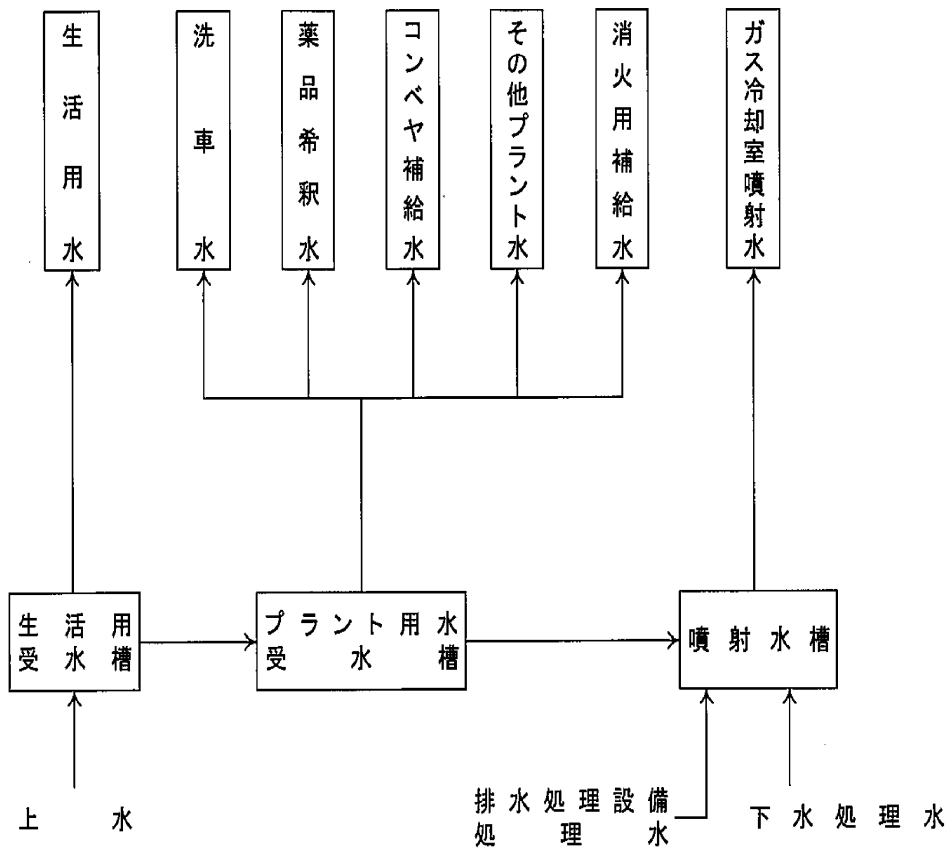 生活用水
洗車水
薬品希釈水
コンベヤ補給水
その他プラント水
消火用補給水
ガス冷却室噴射水
生活用
受水槽
プラント用水
受水槽
噴射水槽
上水
排水処理設備
処理水
下水処理水